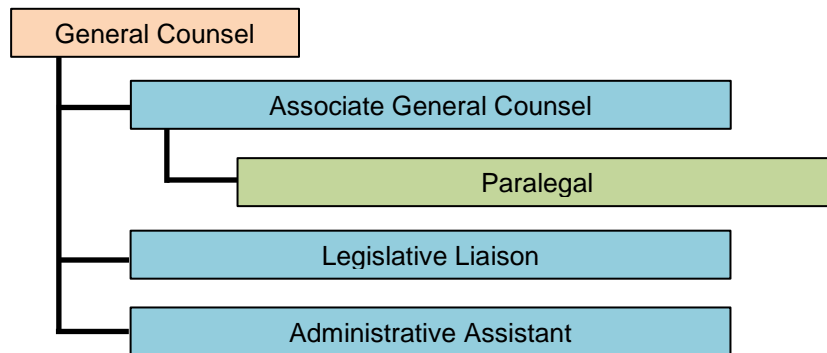 General Counsel
Associate General Counsel
Paralegal
Legislative Liaison
Administrative Assistant